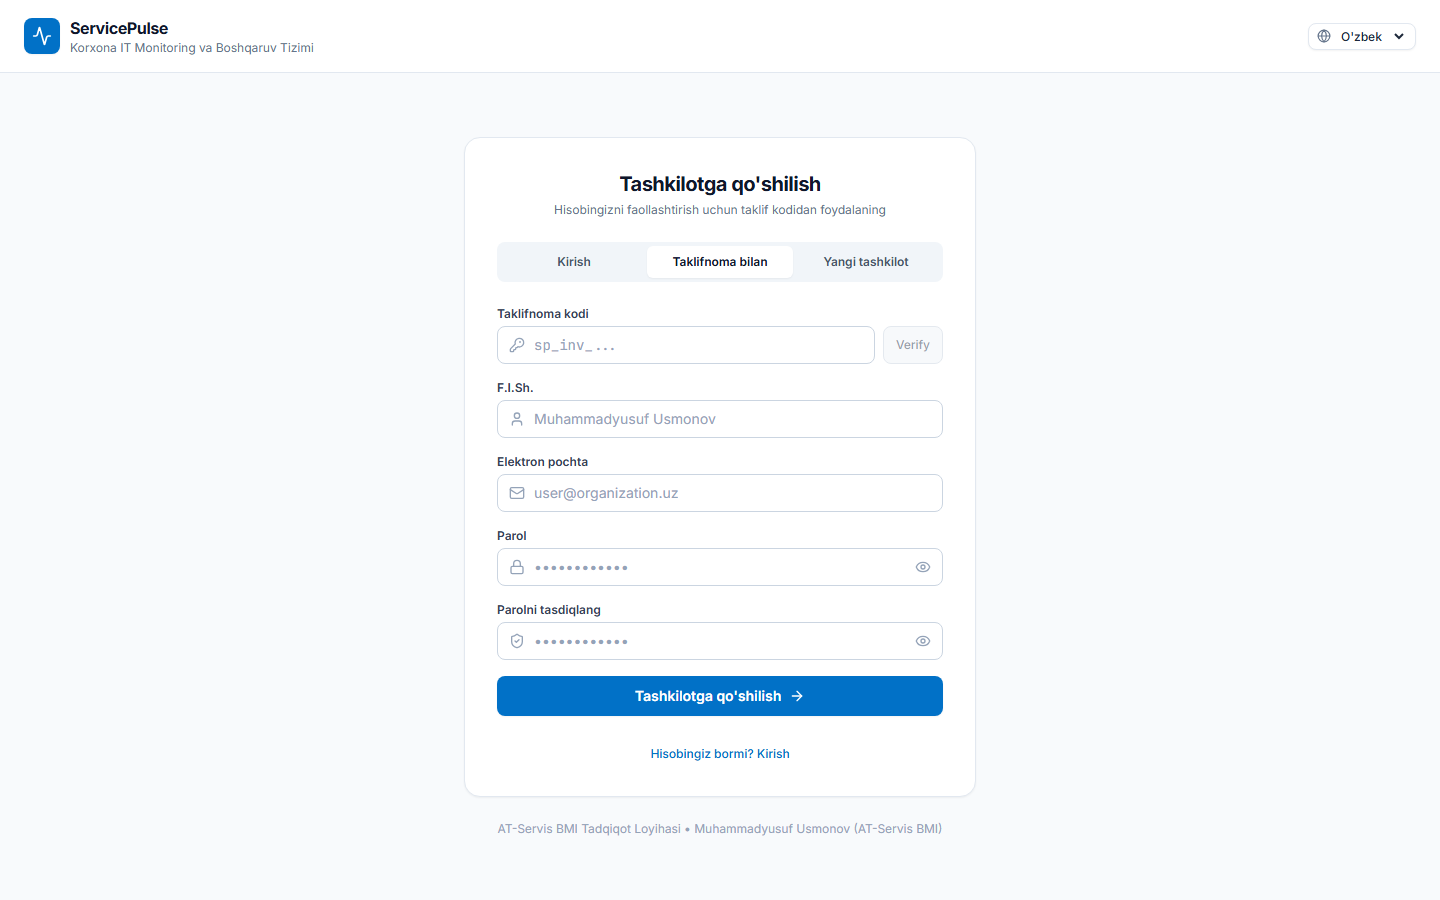 ServicePulse
Korxona IT Monitoring va Boshqaruv Tizimi
O'zbek
Tashkilotga qo'shilish
Hisobingizni faollashtirish uchun taklif kodidan foydalaning
Kirish
Taklifnoma bilan
Yangi tashkilot
Taklifnoma kodi
sp_inv_...
Verify
F.I.Sh.
Muhammadyusuf Usmonov
Elektron pochta
user@organization.uz
Parol
••••••••••••
Parolni tasdiqlang
••••••••••••
Tashkilotga qo'shilish →
Hisobingiz bormi? Kirish
AT-Servis BMI Tadqiqot Loyihasi • Muhammadyusuf Usmonov (AT-Servis BMI)